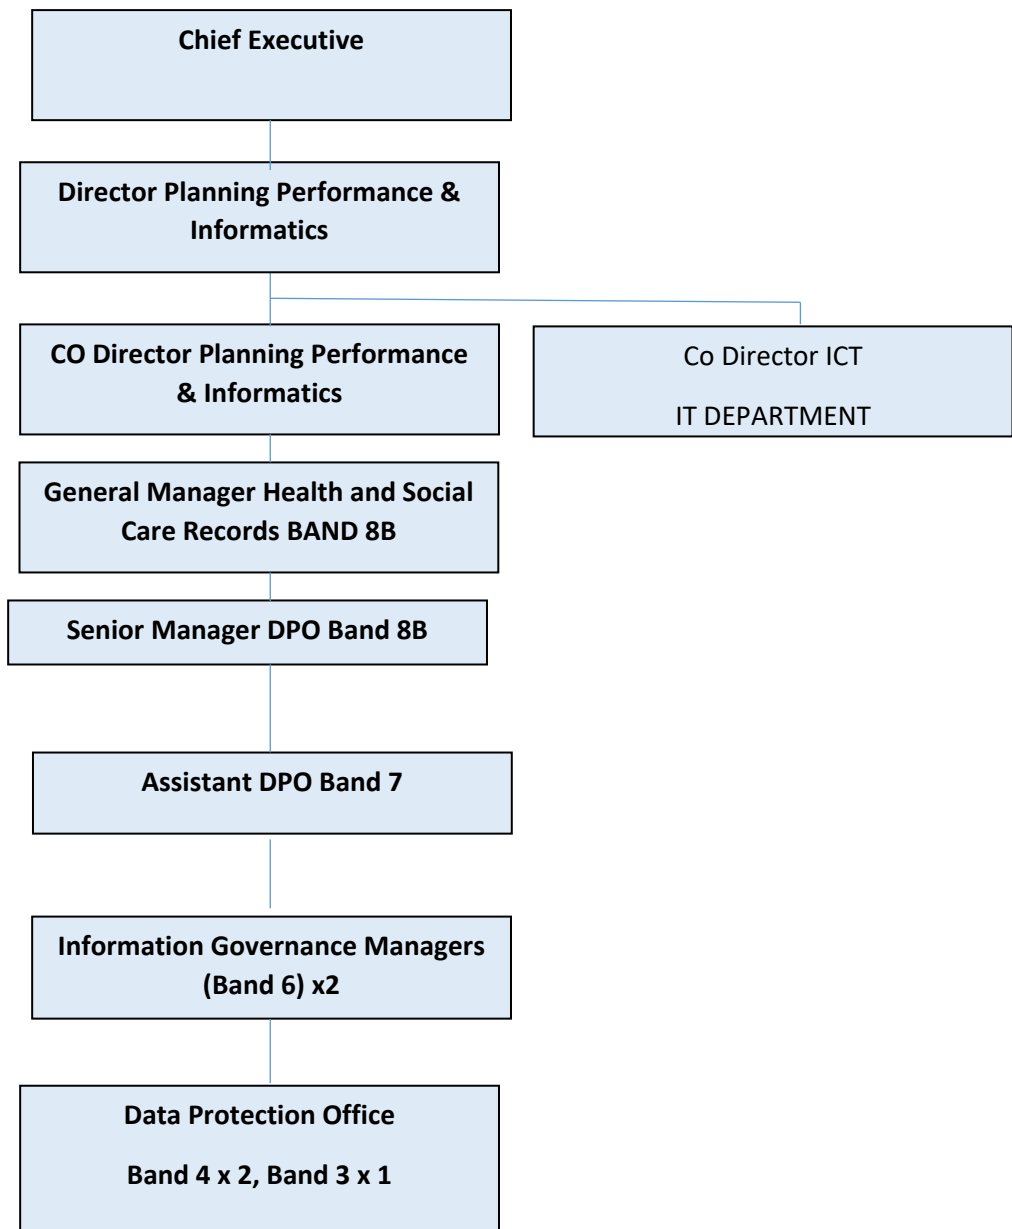 Chief Executive
Director Planning Performance &
Informatics
CO Director Planning Performance
& Informatics
Co Director ICT
IT DEPARTMENT
General Manager Health and Social
Care Records BAND 8B
Senior Manager DPO Band 8B
Assistant DPO Band 7
Information Governance Managers
(Band 6) x2
Data Protection Office
Band 4 x 2, Band 3 x 1